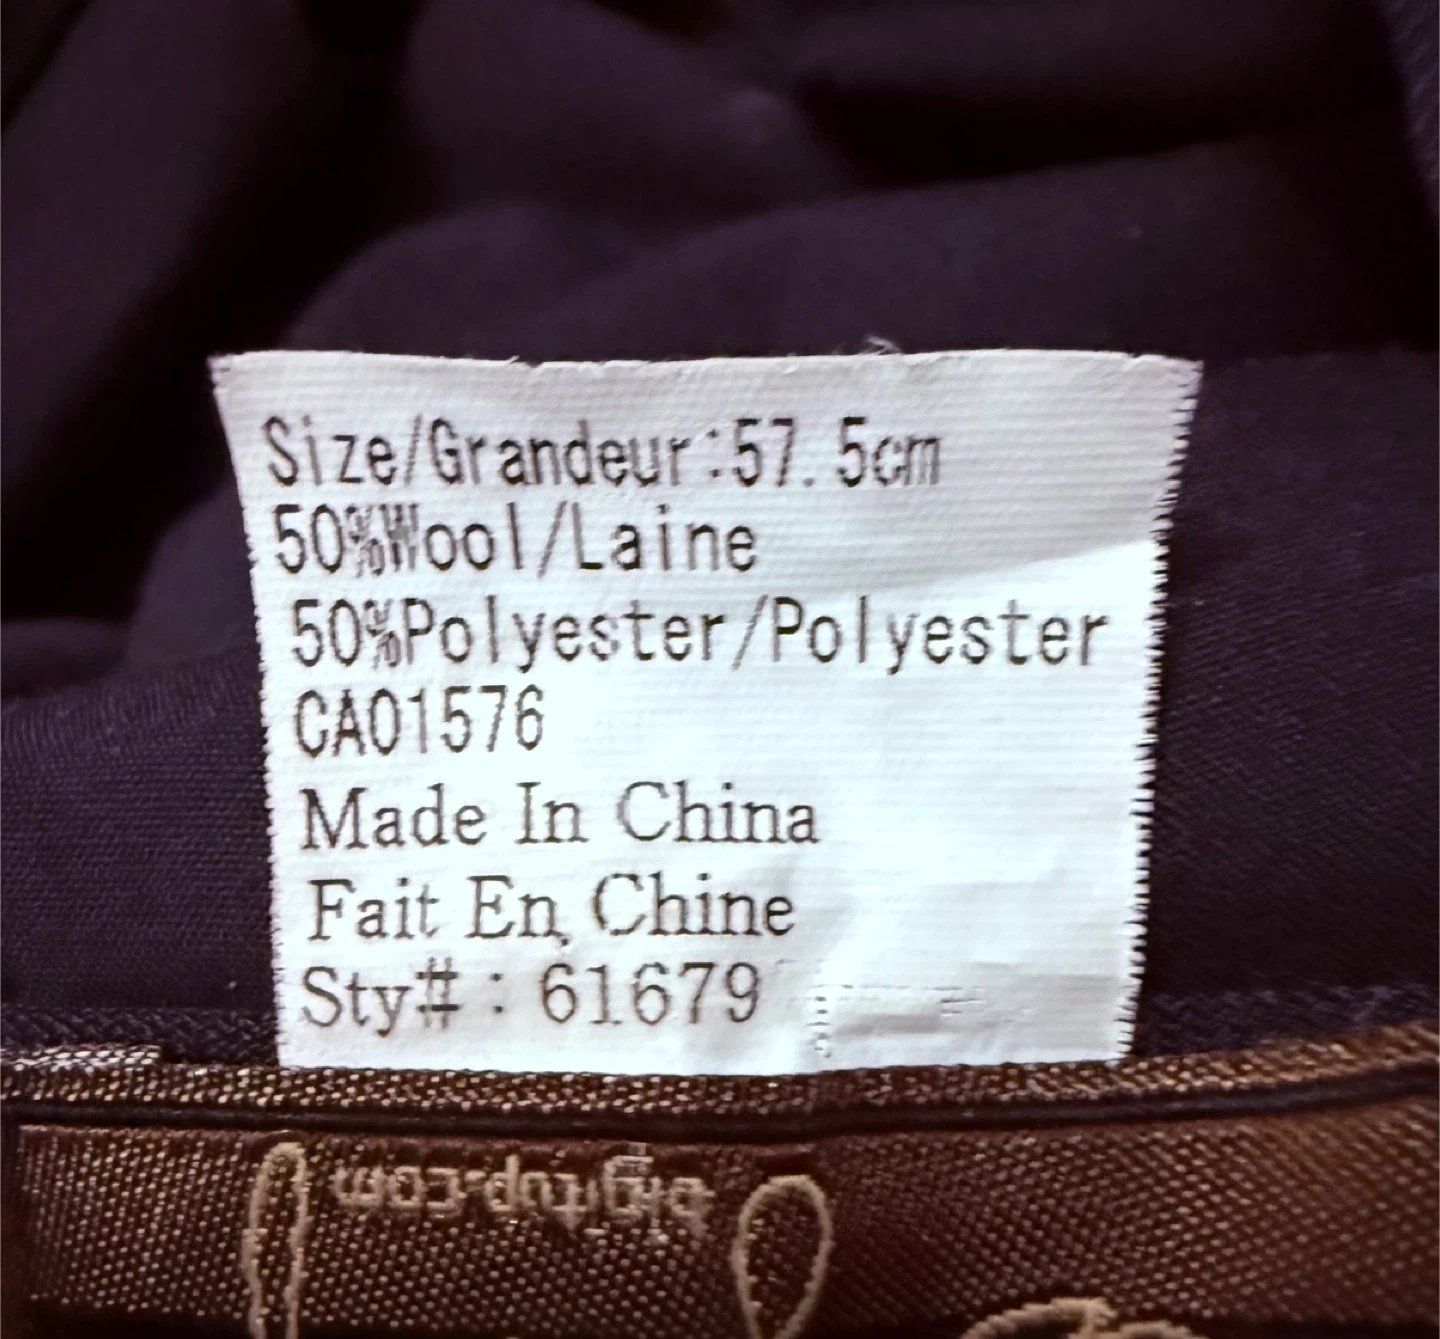 Size/Grandeur:57.5cm
50%Wool/Laine
50%Polyester/Polyester
CA01576
Made In China
Fait En Chine
Sty#: 61679